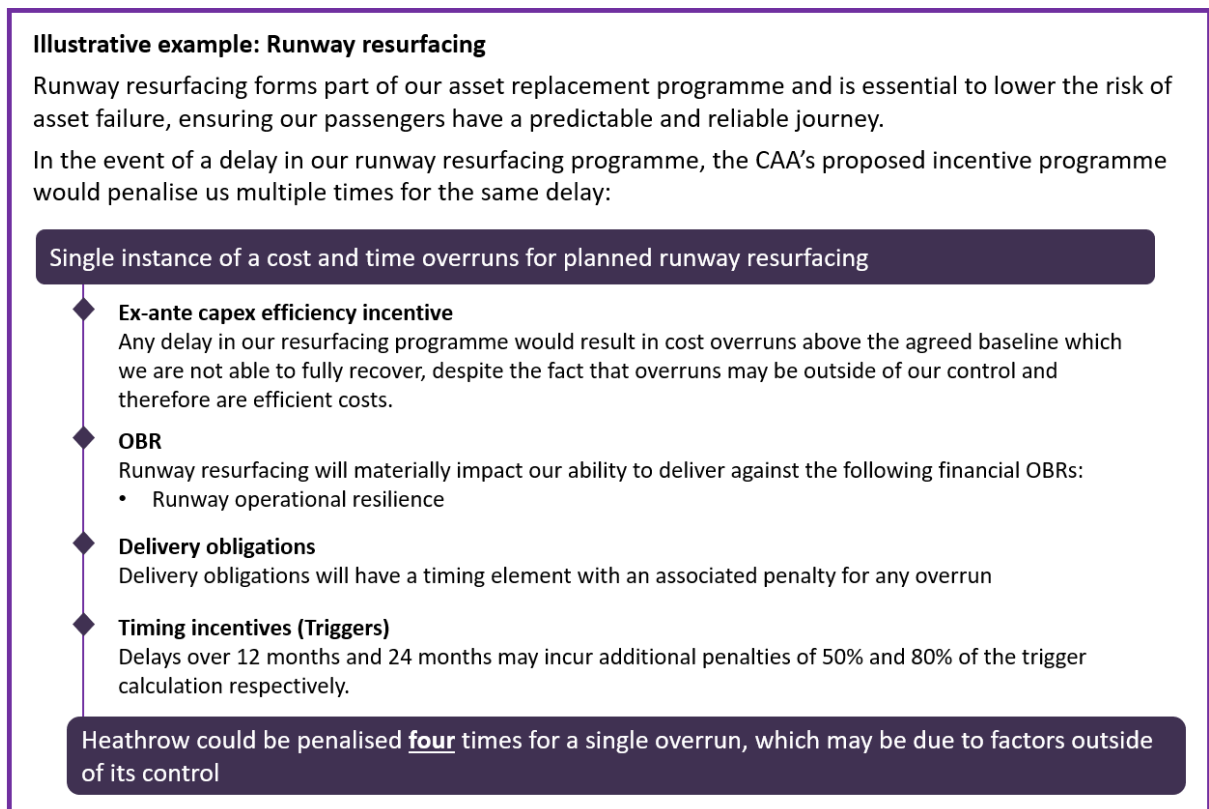 Illustrative example: Runway resurfacing
Runway resurfacing forms part of our asset replacement programme and is essential to lower the risk of
asset failure, ensuring our passengers have a predictable and reliable journey.
In the event of a delay in our runway resurfacing programme, the CAA’s proposed incentive programme
would penalise us multiple times for the same delay:
Single instance of a cost and time overruns for planned runway resurfacing
Ex-ante capex efficiency incentive
Any delay in our resurfacing programme would result in cost overruns above the agreed baseline which
we are not able to fully recover, despite the fact that overruns may be outside of our control and
therefore are efficient costs.
OBR
Runway resurfacing will materially impact our ability to deliver against the following financial OBRs:
• Runway operational resilience
Delivery obligations
Delivery obligations will have a timing element with an associated penalty for any overrun
Timing incentives (Triggers)
Delays over 12 months and 24 months may incur additional penalties of 50% and 80% of the trigger
calculation respectively.
Heathrow could be penalised four times for a single overrun, which may be due to factors outside
of its control